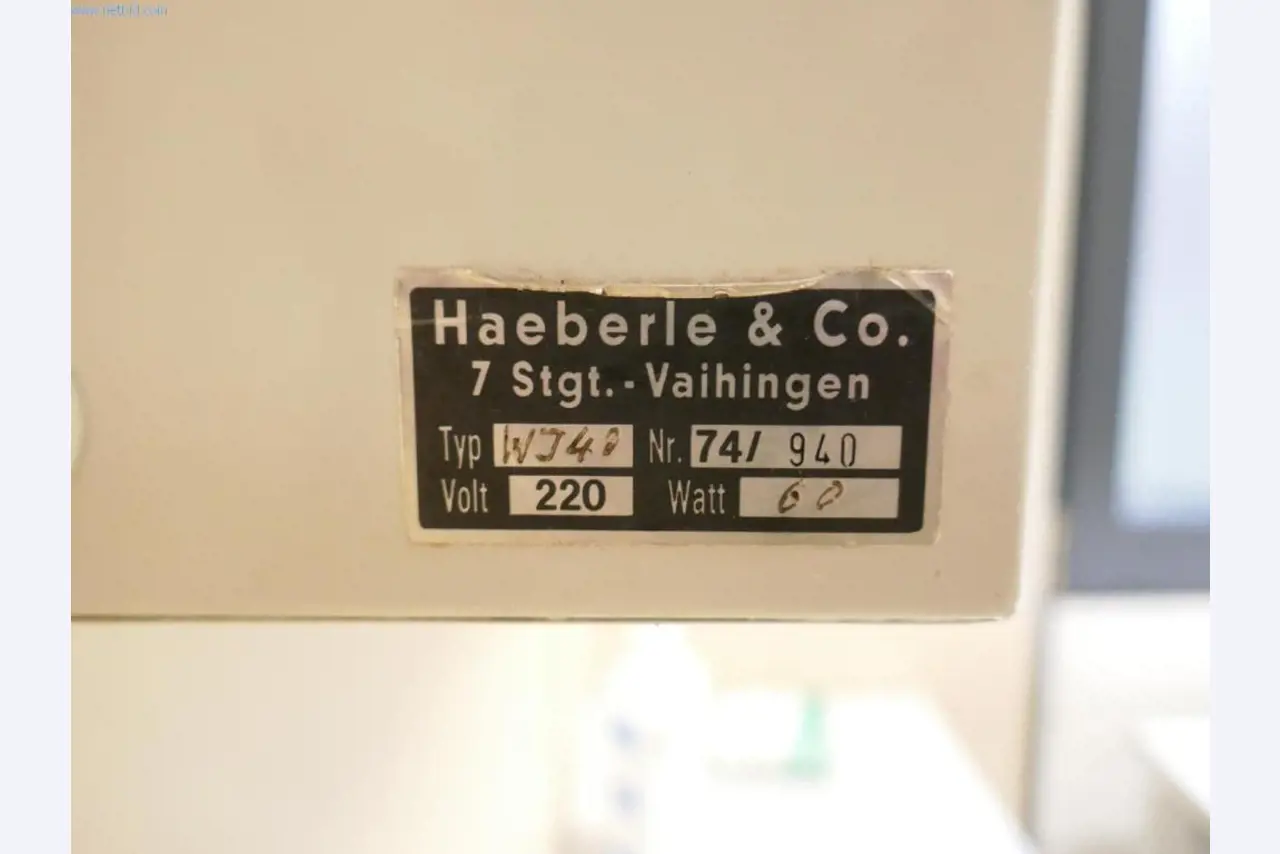 Haeberle & Co.
7 Stgt.-Vaihingen
Typ WJ40 Nr. 74/ 940
Volt 220 Watt 60